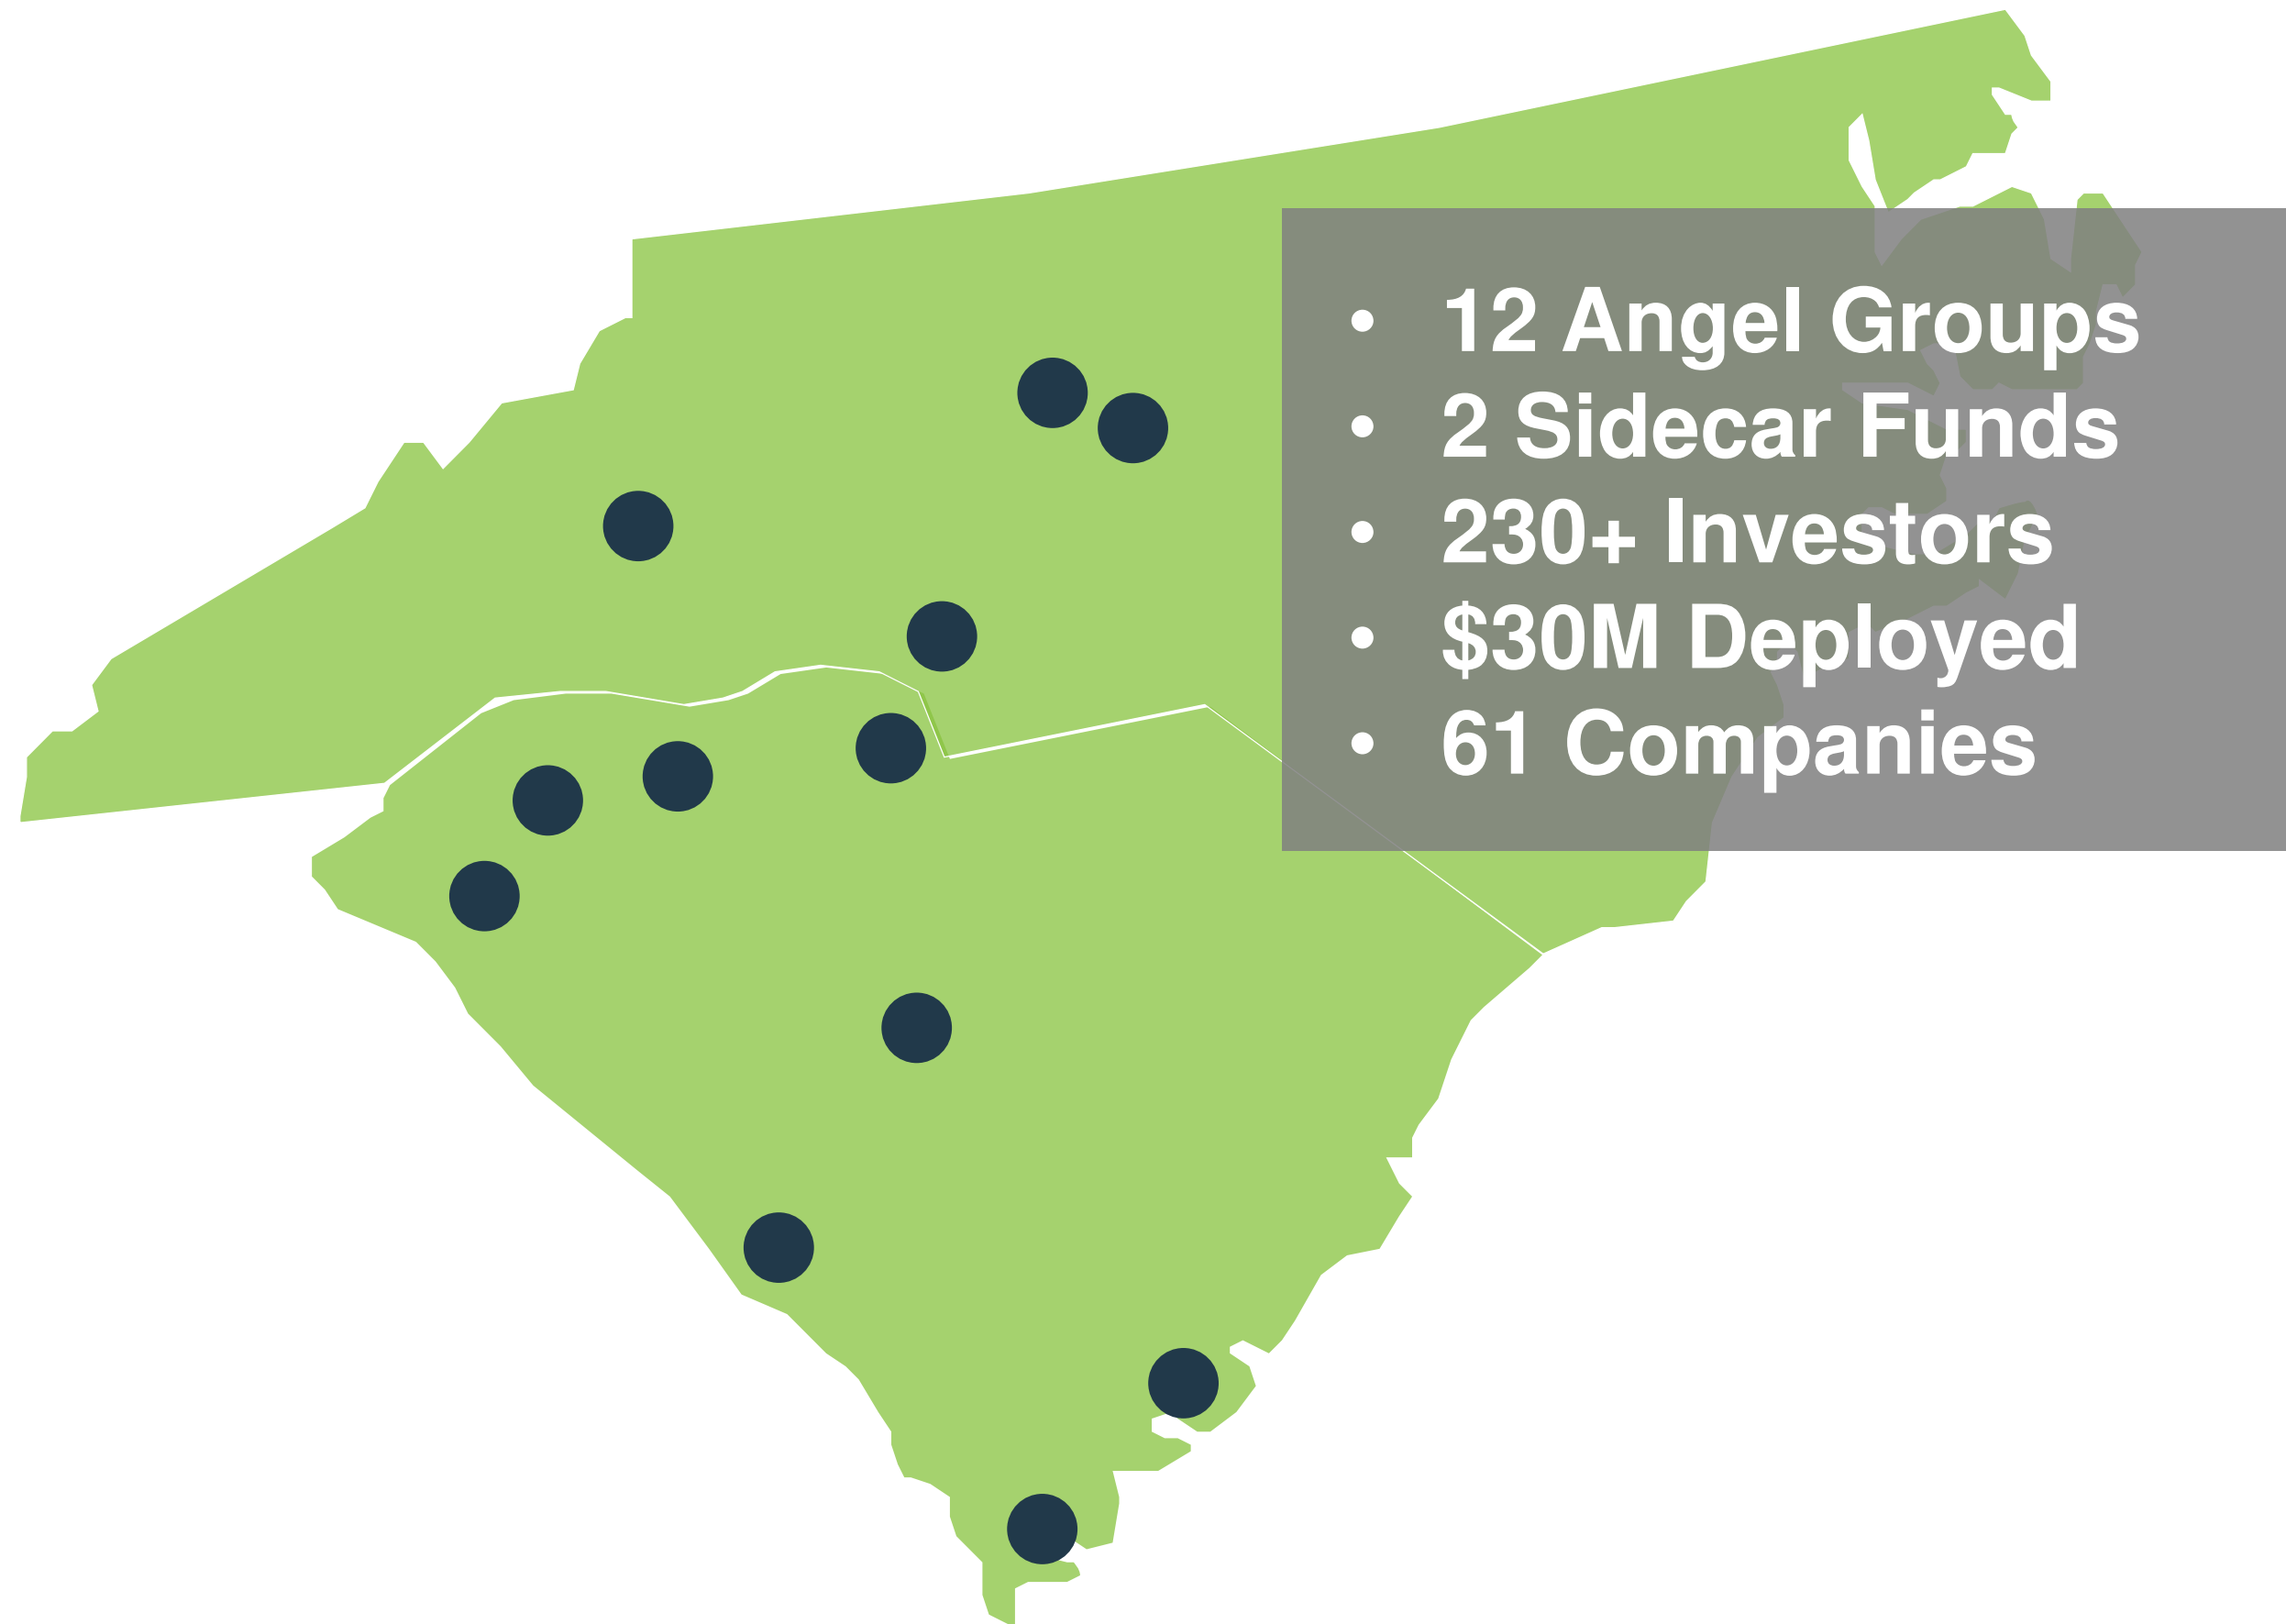 • 12 Angel Groups
• 2 Sidecar Funds
• 230+ Investors
• $30M Deployed
• 61 Companies